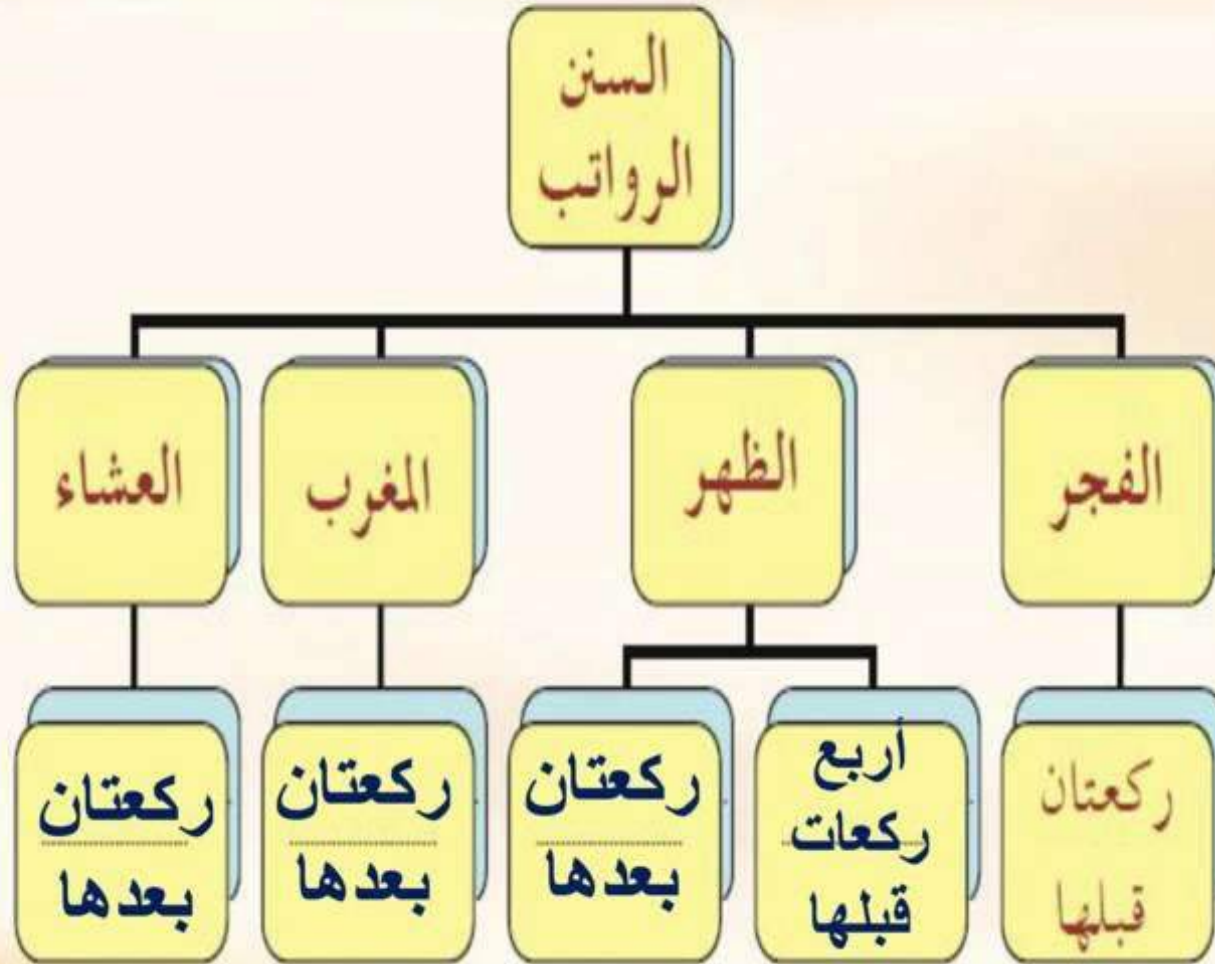 السنن
الرواتب
الفجر
الظهر
المغرب
العشاء
ركعتان
قبلها
أربع
ركعات
قبلها
ركعتان
بعدها
ركعتان
بعدها
ركعتان
بعدها